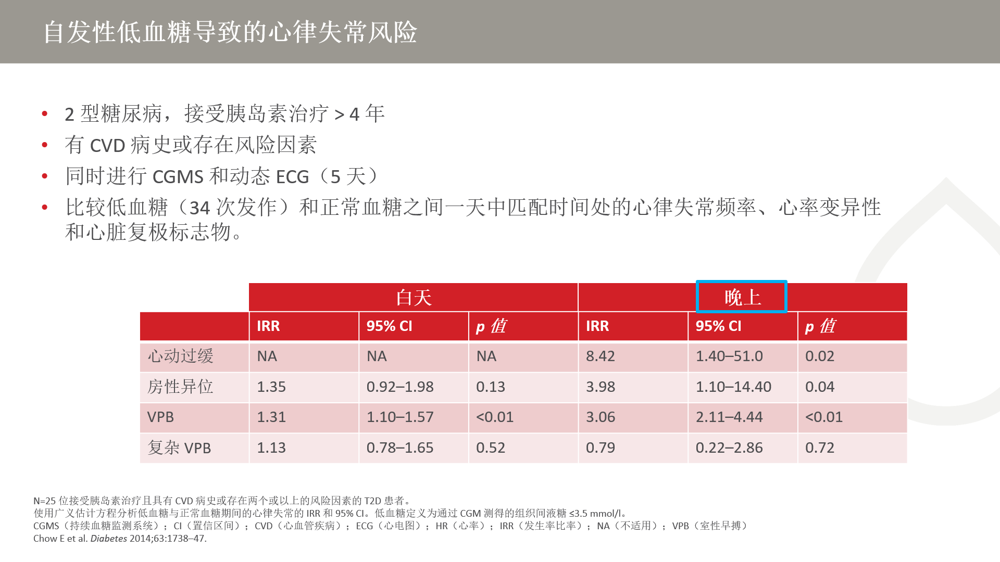 自发性低血糖导致的心律失常风险
• 2 型糖尿病，接受胰岛素治疗 > 4 年
• 有 CVD 病史或存在风险因素
• 同时进行 CGMS 和动态 ECG（5 天）
• 比较低血糖（34 次发作）和正常血糖之间一天中匹配时间处的心律失常频率、心率变异性
和心脏复极标志物。
白天 晚上
IRR 95% CI p 值 IRR 95% CI p 值
心动过缓 NA NA NA 8.42 1.40–51.0 0.02
房性异位 1.35 0.92–1.98 0.13 3.98 1.10–14.40 0.04
VPB 1.31 1.10–1.57 <0.01 3.06 2.11–4.44 <0.01
复杂 VPB 1.13 0.78–1.65 0.52 0.79 0.22–2.86 0.72
N=25 位接受胰岛素治疗且具有 CVD 病史或存在两个或以上的风险因素的 T2D 患者。
使用广义估计方程分析低血糖与正常血糖期间的心律失常的 IRR 和 95% CI。低血糖定义为通过 CGM 测得的组织间液糖 ≤3.5 mmol/l。
CGMS（持续血糖监测系统）；CI（置信区间）；CVD（心血管疾病）；ECG（心电图）；HR（心率）；IRR（发生率比率）；NA（不适用）；VPB（室性早搏）
Chow E et al. Diabetes 2014;63:1738–47.